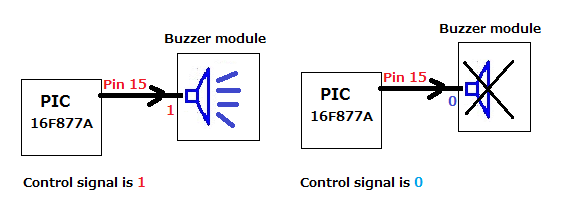 Buzzer module
Pin 15
PIC
16F877A
1
Control signal is 1
Buzzer module
Pin 15
PIC
16F877A
0
Control signal is 0